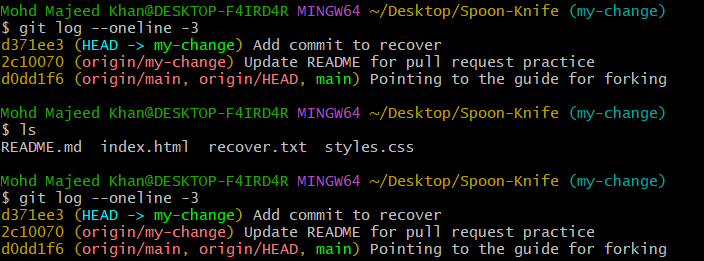 Mohd Majeed Khan@DESKTOP-F4IRD4R MINGW64 ~/Desktop/Spoon-Knife (my-change)
$ git log --oneline -3
d371ee3 (HEAD -> my-change) Add commit to recover
2c10070 (origin/my-change) Update README for pull request practice
d0dd1f6 (origin/main, origin/HEAD, main) Pointing to the guide for forking
Mohd Majeed Khan@DESKTOP-F4IRD4R MINGW64 ~/Desktop/Spoon-Knife (my-change)
$ ls
README.md  index.html  recover.txt  styles.css
Mohd Majeed Khan@DESKTOP-F4IRD4R MINGW64 ~/Desktop/Spoon-Knife (my-change)
$ git log --oneline -3
d371ee3 (HEAD -> my-change) Add commit to recover
2c10070 (origin/my-change) Update README for pull request practice
d0dd1f6 (origin/main, origin/HEAD, main) Pointing to the guide for forking